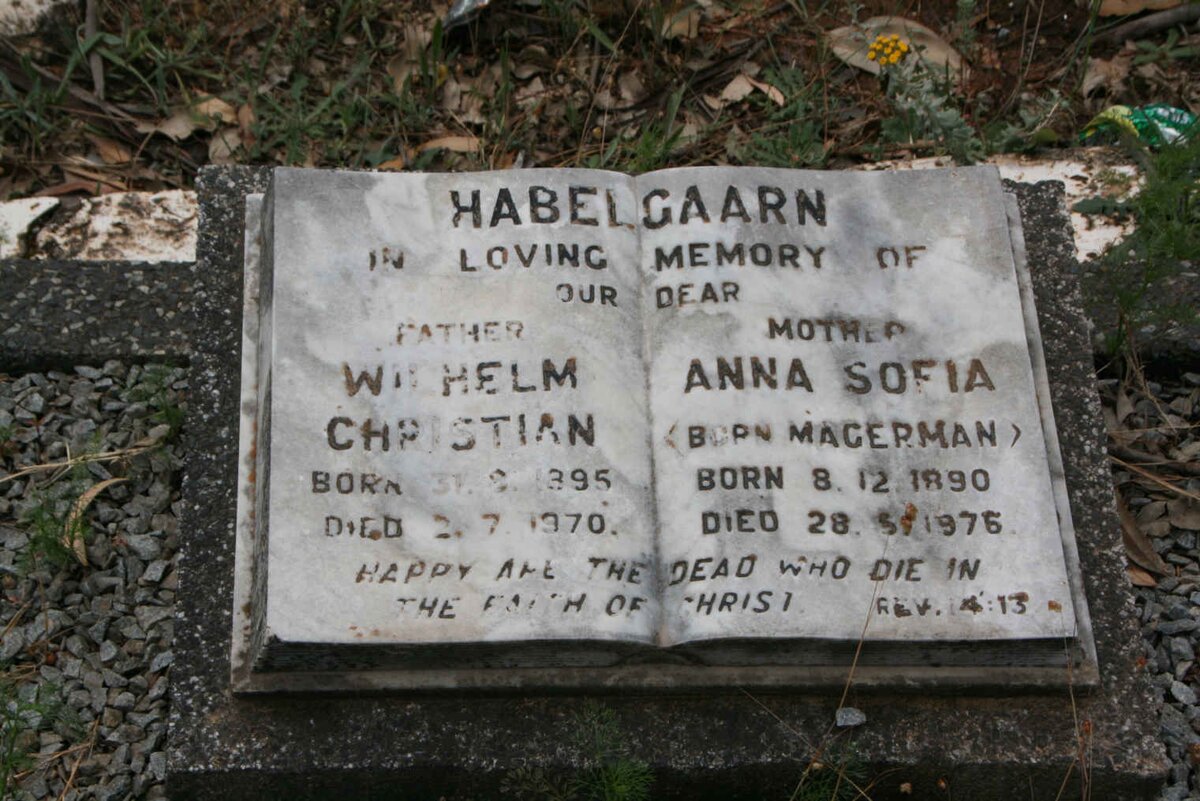 HABELGAARN
IN LOVING MEMORY OF
OUR DEAR
FATHER
WILHELM
CHRISTIAN
BORN 1895
DIED 2. 7. 1970.
MOTHER
ANNA SOFIA
(BORN MAGERMAN)
BORN 8. 12. 1890
DIED 28. 5. 1976.
HAPPY ARE THE DEAD WHO DIE IN
THE FAITH OF CHRIST. REV. 14:13